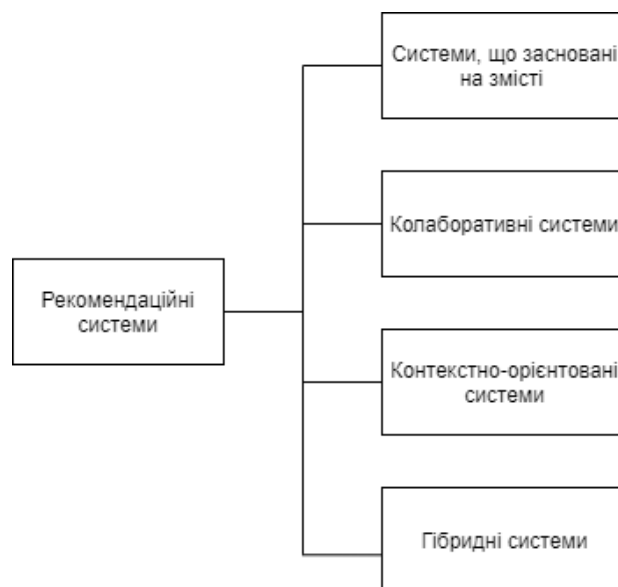 Системи, що засновані
на змісті
Колаборативні системи
Рекомендаційні
системи
Контекстно-орієнтовані
системи
Гібридні системи